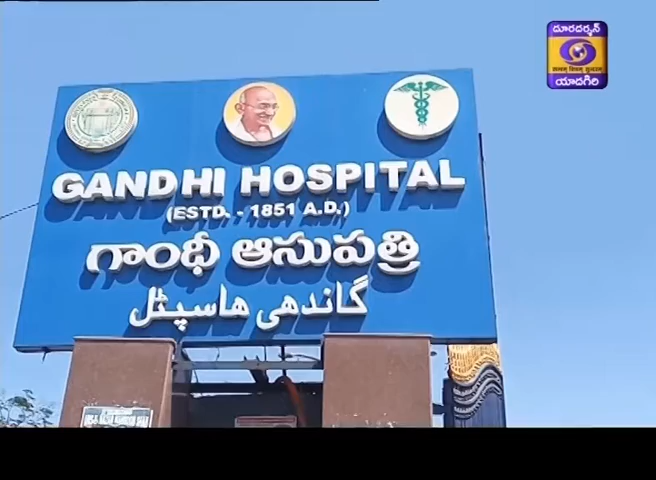 దూరదర్శన్
యాదగిరి
GANDHI HOSPITAL
(ESTD. - 1851 A.D.)
గాంధీ ఆసుపత్రి
گاندھی ہاسپٹل